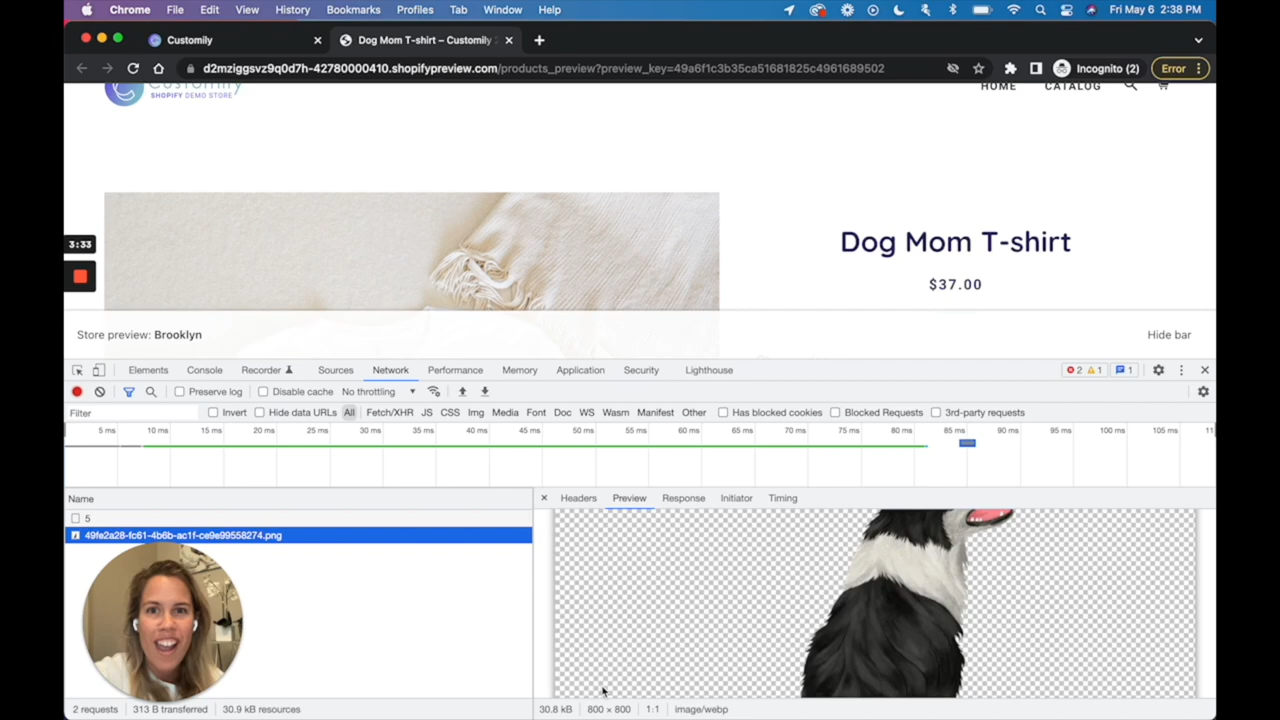 Chrome File Edit View History Bookmarks Profiles Tab Window Help Fri May 6 2:38 PM
Customily Dog Mom T-shirt – Customily
d2mziggsvz9q0d7h-42780000410.shopifypreview.com/products_preview?preview_key=49a6f1c3b35ca51681825c4961689502 Incognito (2) Error
Customily HOME CATALOG
SHOPIFY DEMO STORE
Dog Mom T-shirt
3:33
$37.00
Store preview: Brooklyn Hide bar
Elements Console Recorder Sources Network Performance Memory Application Security Lighthouse 2 1 1
Preserve log Disable cache No throttling
Filter Invert Hide data URLs All Fetch/XHR JS CSS Img Media Font Doc WS Wasm Manifest Other Has blocked cookies Blocked Requests 3rd-party requests
5 ms 10 ms 15 ms 20 ms 25 ms 30 ms 35 ms 40 ms 45 ms 50 ms 55 ms 60 ms 65 ms 70 ms 75 ms 80 ms 85 ms 90 ms 95 ms 100 ms 105 ms 11
Name Headers Preview Response Initiator Timing
5
49fe2a28-fc61-4b6b-ac1f-ce9e99558274.png
2 requests 313 B transferred 30.9 kB resources 30.8 kB 800 × 800 1:1 image/webp